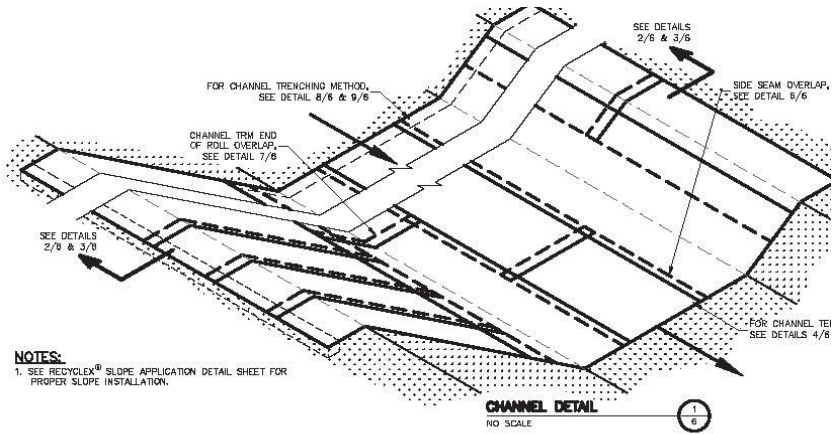 SEE DETAILS
2/6 & 3/6
FOR CHANNEL TRENCHING METHOD,
SEE DETAIL 8/6 & 9/6
SIDE SEAM OVERLAP,
SEE DETAIL 6/6
CHANNEL TRM END
OF ROLL OVERLAP,
SEE DETAIL 7/6
SEE DETAILS
2/6 & 3/6
FOR CHANNEL
SEE DETAILS 4/6
NOTES:
1. SEE RECYCLEX® SLOPE APPLICATION DETAIL SHEET FOR
PROPER SLOPE INSTALLATION.
CHANNEL DETAIL
NO SCALE
1
6